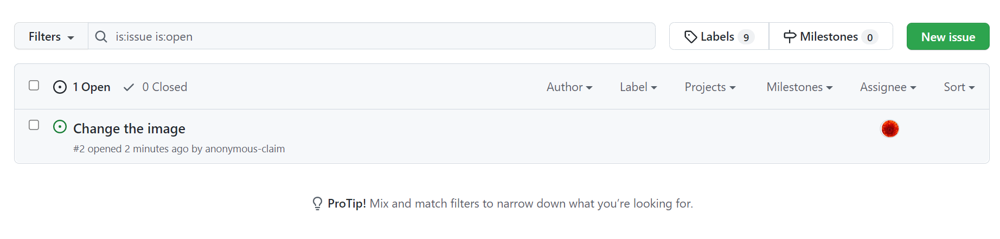 Filters is:issue is:open Labels 9 Milestones 0 New issue
1 Open 0 Closed Author Label Projects Milestones Assignee Sort
Change the image
#2 opened 2 minutes ago by anonymous-claim
ProTip! Mix and match filters to narrow down what you’re looking for.